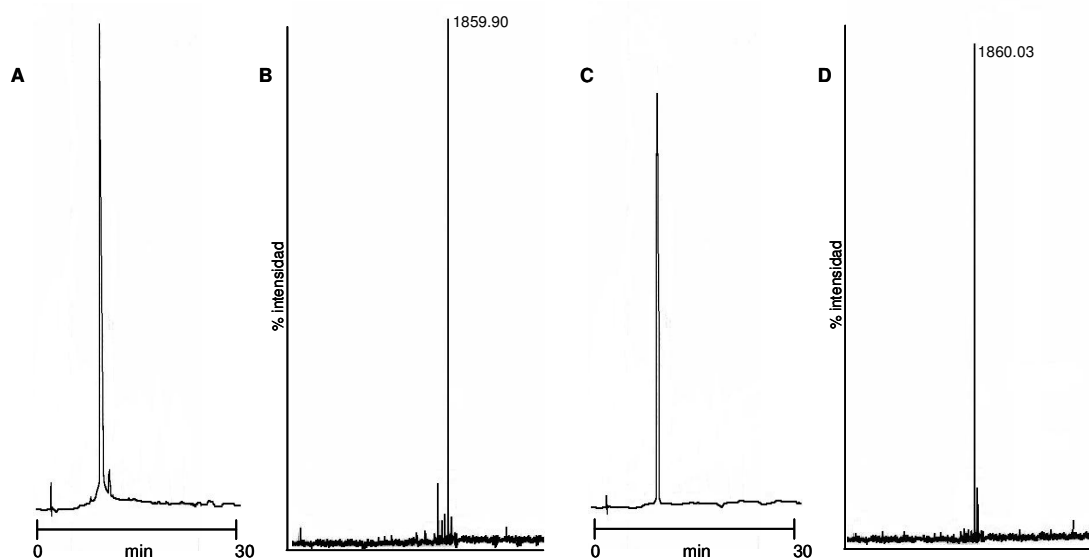 A
B
1859.90
% intensidad
0 min 30
C
D
1860.03
% intensidad
0 min 30